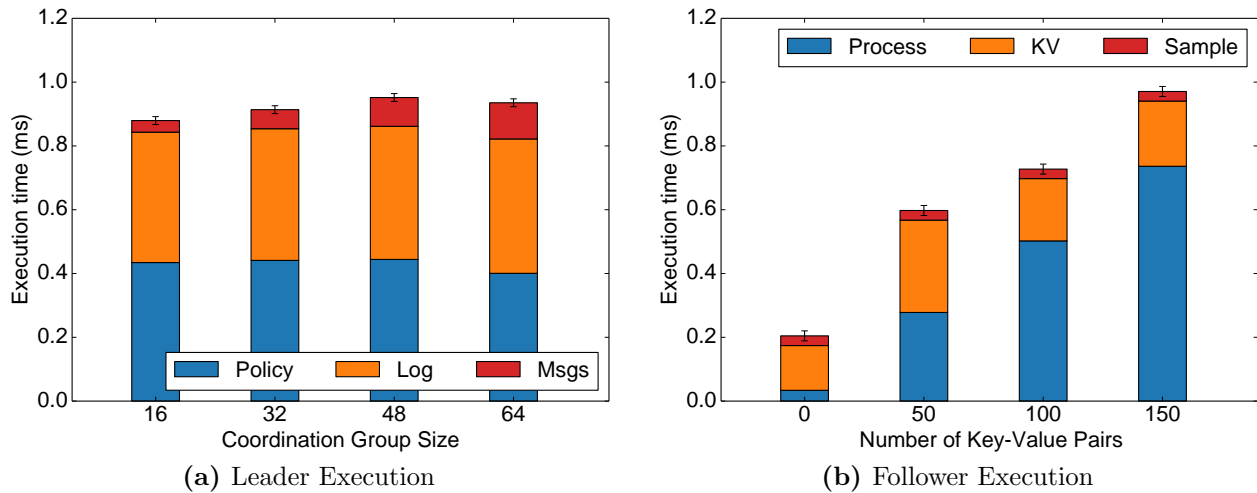 1.2
1.0
0.8
0.6
0.4
0.2
0.0
Execution time (ms)
Policy Log Msgs
16 32 48 64
Coordination Group Size
(a) Leader Execution
1.2
1.0
0.8
0.6
0.4
0.2
0.0
Execution time (ms)
Process KV Sample
0 50 100 150
Number of Key-Value Pairs
(b) Follower Execution